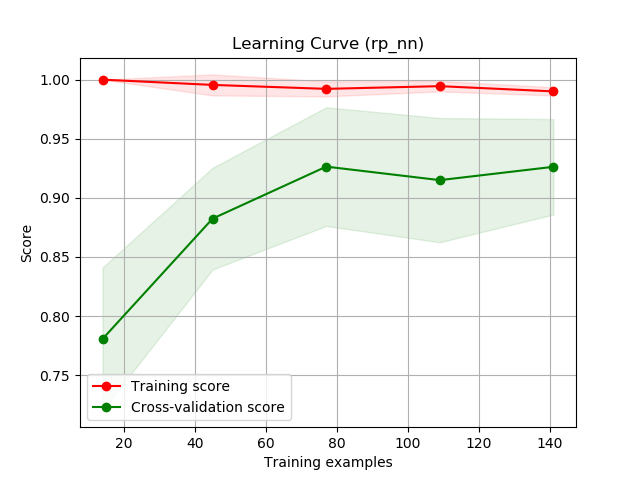 Learning Curve (rp_nn)
1.00
0.95
0.90
0.85
0.80
0.75
Score
Training score
Cross-validation score
20 40 60 80 100 120 140
Training examples